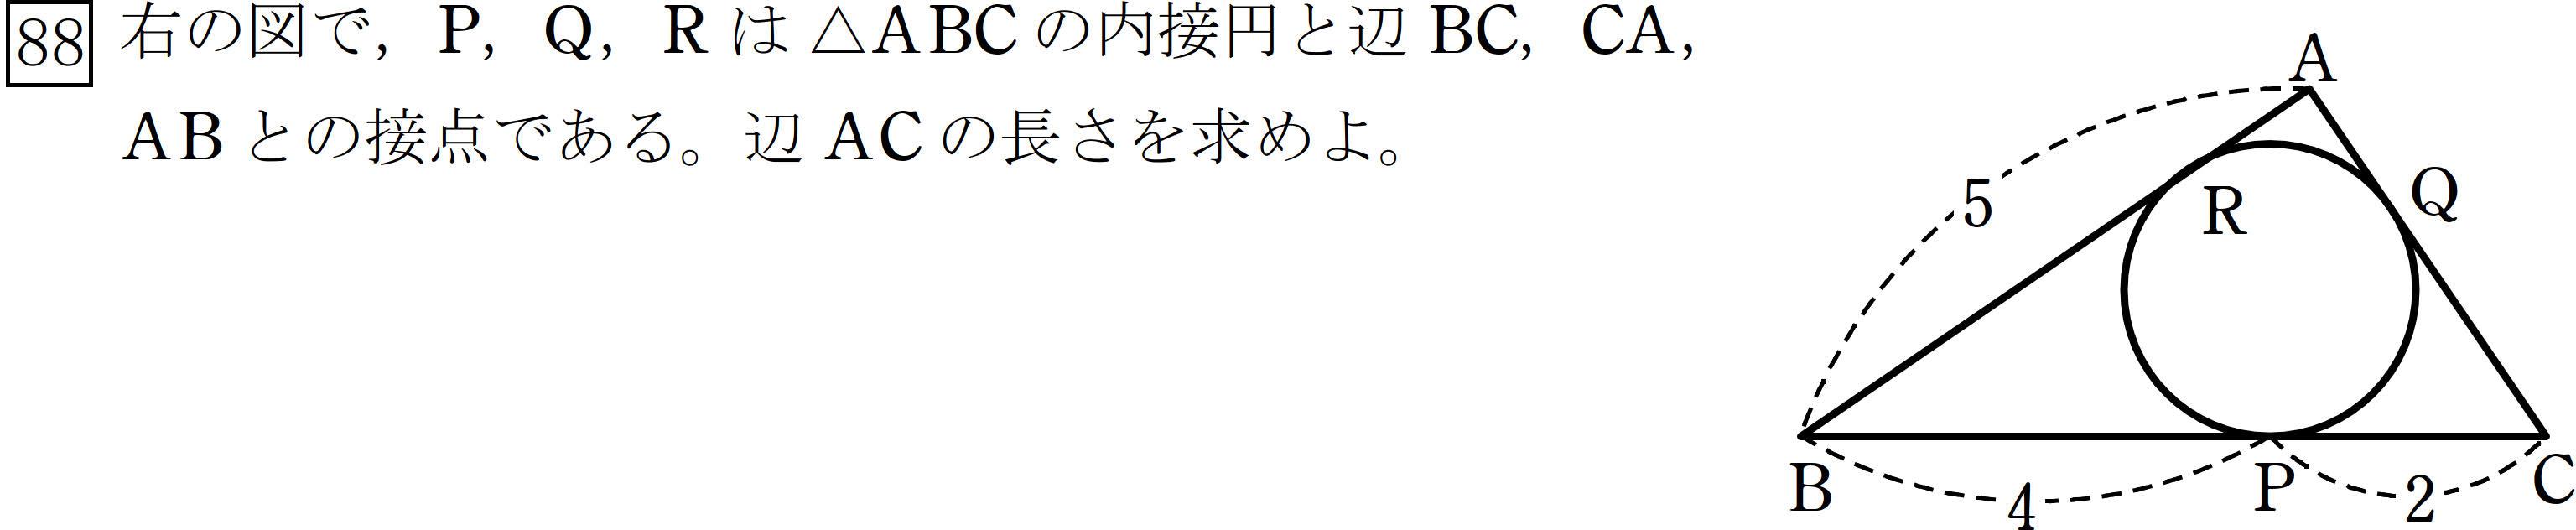 88 右の図で，P，Q，R は △ABC の内接円と辺 BC，CA，
AB との接点である。辺 AC の長さを求めよ。
A
5
R
Q
B
4
P
2
C